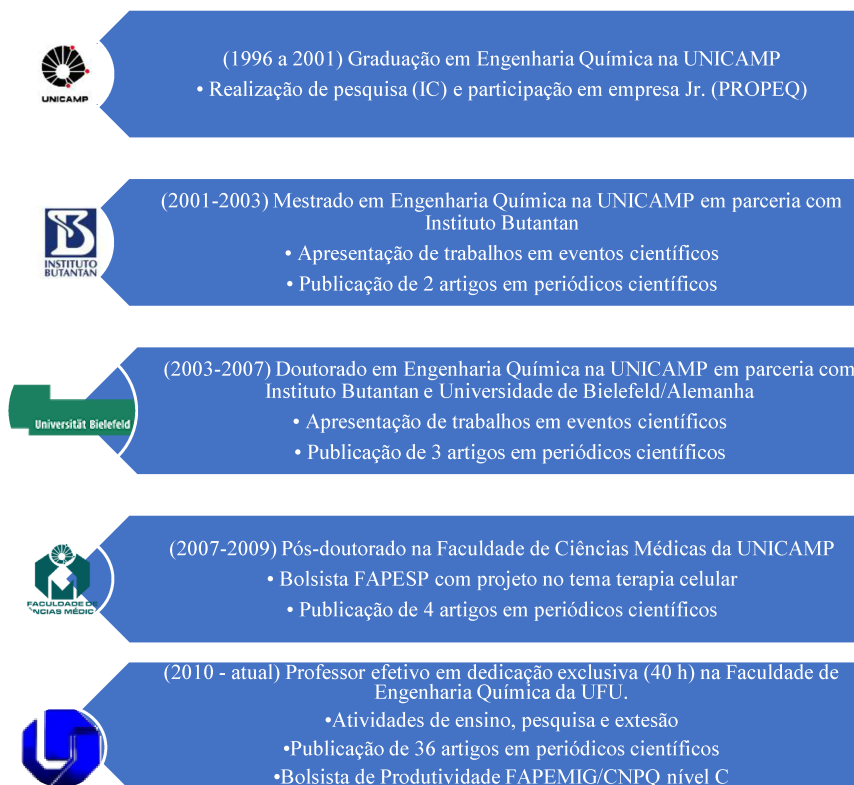 UNICAMP
(1996 a 2001) Graduação em Engenharia Química na UNICAMP
• Realização de pesquisa (IC) e participação em empresa Jr. (PROPEQ)
INSTITUTO
BUTANTAN
(2001-2003) Mestrado em Engenharia Química na UNICAMP em parceria com
Instituto Butantan
• Apresentação de trabalhos em eventos científicos
• Publicação de 2 artigos em periódicos científicos
Universität Bielefeld
(2003-2007) Doutorado em Engenharia Química na UNICAMP em parceria com
Instituto Butantan e Universidade de Bielefeld/Alemanha
• Apresentação de trabalhos em eventos científicos
• Publicação de 3 artigos em periódicos científicos
FACULDADE DE
NCIAS MÉDIC
(2007-2009) Pós-doutorado na Faculdade de Ciências Médicas da UNICAMP
• Bolsista FAPESP com projeto no tema terapia celular
• Publicação de 4 artigos em periódicos científicos
(2010 - atual) Professor efetivo em dedicação exclusiva (40 h) na Faculdade de
Engenharia Química da UFU.
•Atividades de ensino, pesquisa e extesão
•Publicação de 36 artigos em periódicos científicos
•Bolsista de Produtividade FAPEMIG/CNPQ nível C